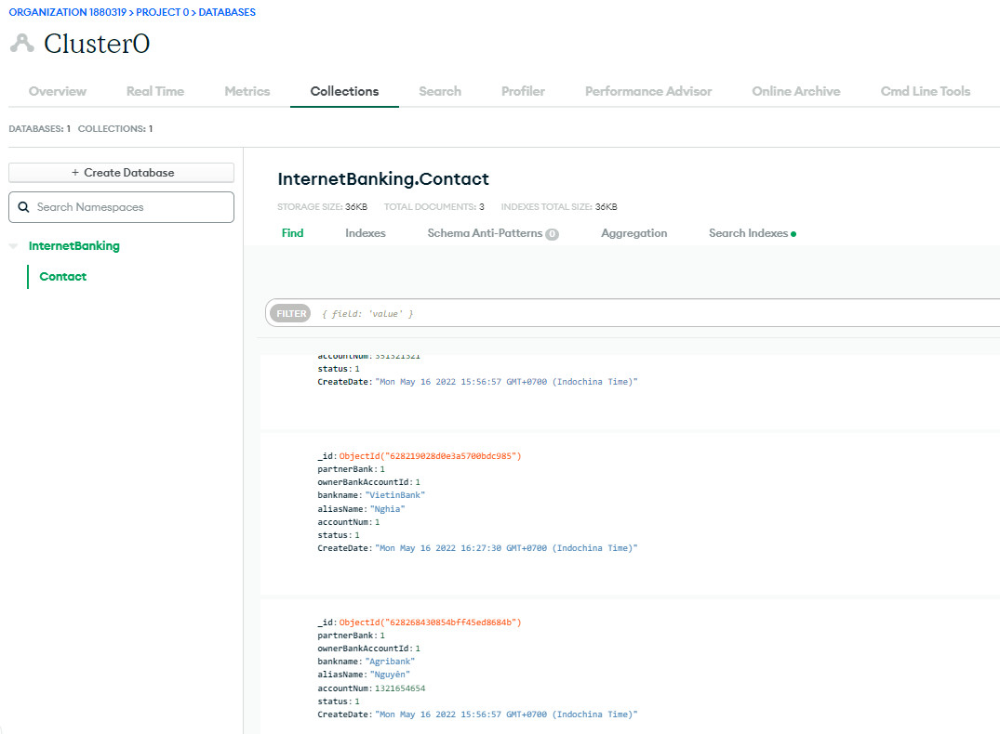 ORGANIZATION 1880319 > PROJECT 0 > DATABASES
Cluster0
Overview Real Time Metrics Collections Search Profiler Performance Advisor Online Archive Cmd Line Tools
DATABASES: 1 COLLECTIONS: 1
+ Create Database
Search Namespaces
InternetBanking
Contact
InternetBanking.Contact
STORAGE SIZE: 36KB TOTAL DOCUMENTS: 3 INDEXES TOTAL SIZE: 36KB
Find Indexes Schema Anti-Patterns 0 Aggregation Search Indexes
FILTER { field: 'value' }
accountNum: 351321321
status: 1
CreateDate: "Mon May 16 2022 15:56:57 GMT+0700 (Indochina Time)"
_id: ObjectId("628219028d0e3a5700bdc985")
partnerBank: 1
ownerBankAccountId: 1
bankname: "VietinBank"
aliasName: "Nghia"
accountNum: 1
status: 1
CreateDate: "Mon May 16 2022 16:27:30 GMT+0700 (Indochina Time)"
_id: ObjectId("628268430854bff45ed8684b")
partnerBank: 1
ownerBankAccountId: 1
bankname: "Agribank"
aliasName: "Nguyên"
accountNum: 1321654654
status: 1
CreateDate: "Mon May 16 2022 15:56:57 GMT+0700 (Indochina Time)"